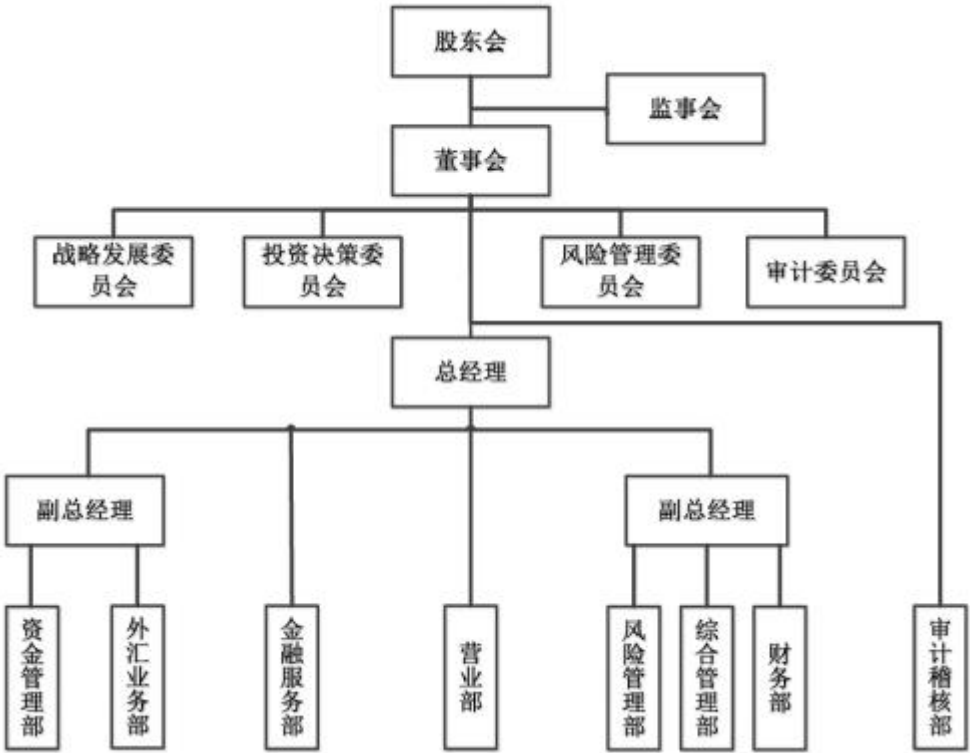 股东会
监事会
董事会
战略发展委
员会
投资决策委
员会
风险管理委
员会
审计委员会
总经理
副总经理
副总经理
资金管理部
外汇业务部
金融服务部
营业部
风险管理部
综合管理部
财务部
审计稽核部